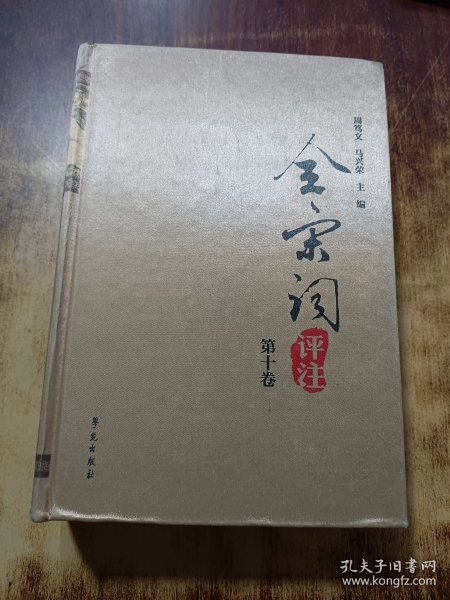 周笃文 马兴荣 主编
全宋词
评注
第十卷
學苑出版社
孔夫子旧书网
www.kongfz.com